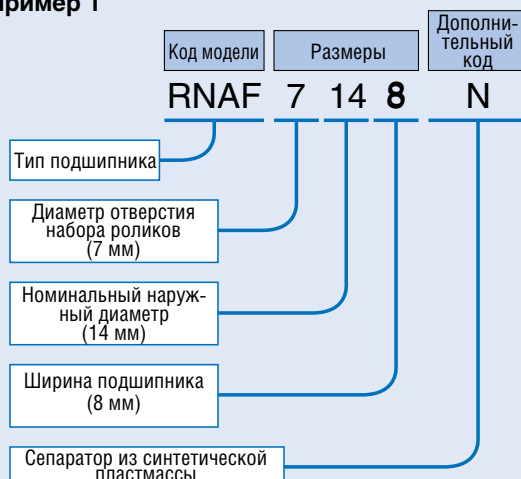 Пример 1
Дополни-
тельный
код
Код модели
Размеры
RNAF 7 14 8 N
Тип подшипника
Диаметр отверстия
набора роликов
(7 мм)
Номинальный наруж-
ный диаметр
(14 мм)
Ширина подшипника
(8 мм)
Сепаратор из синтетической
пластмассы